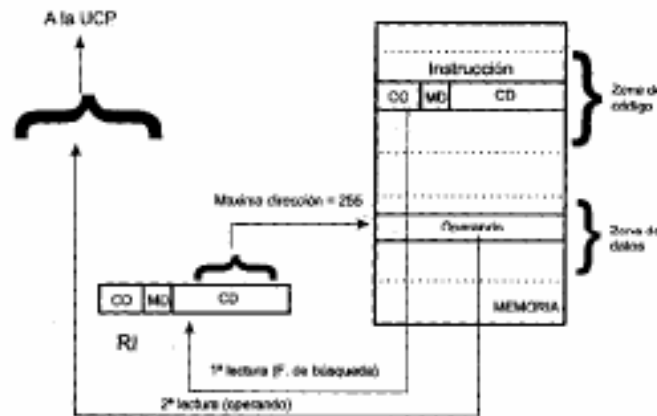 A la UCP
Instrucción
CO MD CD
Zona de código
Máxima dirección = 255
Operando
Zona de datos
CO MD CD
MEMORIA
RI
1ª lectura (F. de búsqueda)
2ª lectura (operando)